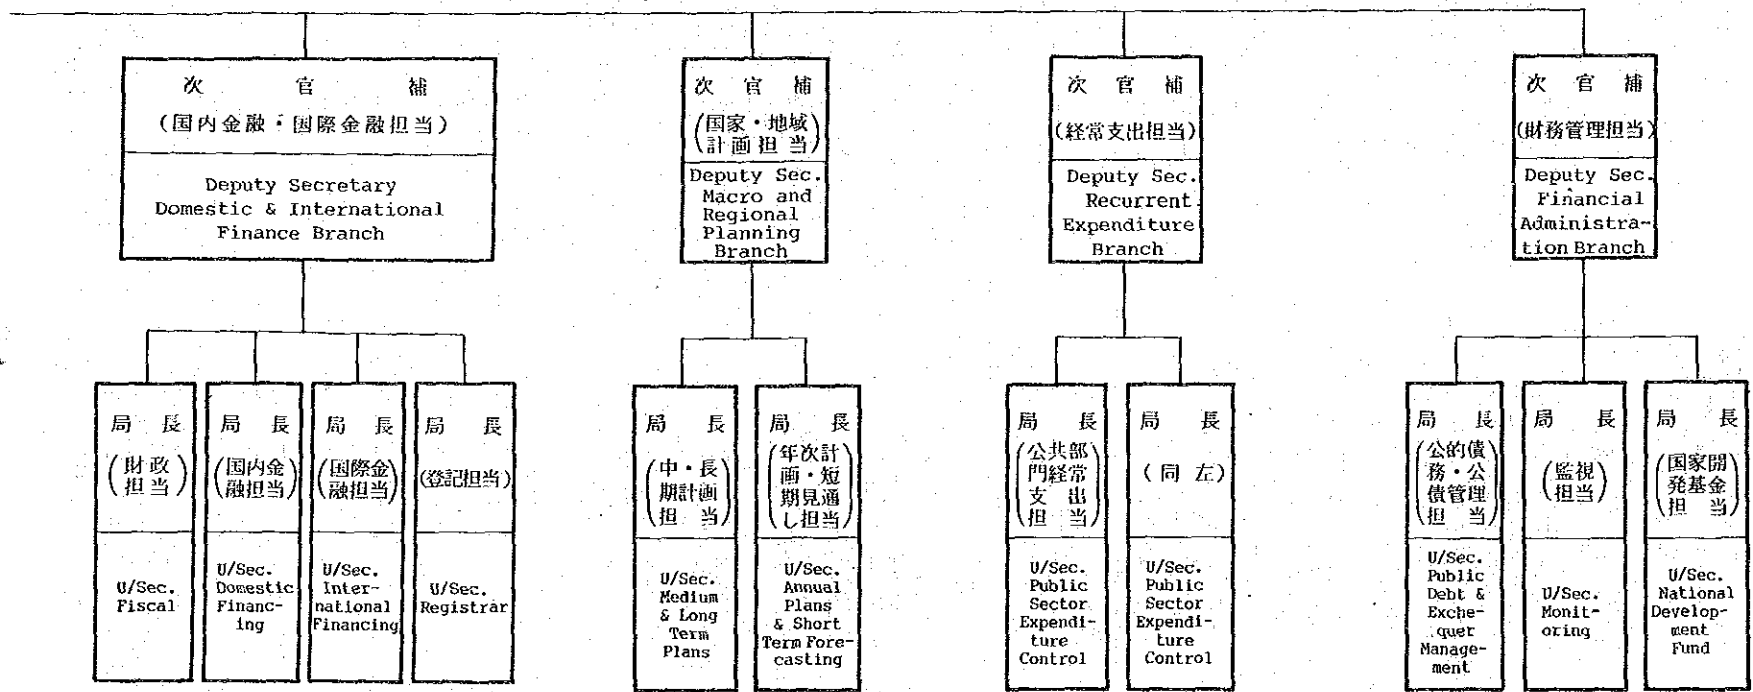 次官補
(国内金融・国際金融担当)
Deputy Secretary
Domestic & International
Finance Branch
次官補
(国家・地域
計画担当)
Deputy Sec.
Macro and
Regional
Planning
Branch
次官補
(経常支出担当)
Deputy Sec.
Recurrent
Expenditure
Branch
次官補
(財務管理担当)
Deputy Sec.
Financial
Administra-
tion Branch
局長
(財政
担当)
U/Sec.
Fiscal
局長
(国内金
融担当)
U/Sec.
Domestic
Financ-
ing
局長
(国際金
融担当)
U/Sec.
Inter-
national
Financing
局長
(登記担当)
U/Sec.
Registrar
局長
(中・長
期計画
担当)
U/Sec.
Medium
& Long
Term
Plans
局長
(年次計
画・短
期見通
し担当)
U/Sec.
Annual
Plans
& Short
Term Fore-
casting
局長
(公共部
門経常
支出
担当)
U/Sec.
Public
Sector
Expendi-
ture
Control
局長
(同左)
U/Sec.
Public
Sector
Expendi-
ture
Control
局長
(公的債
務・公
債管理
担当)
U/Sec.
Public
Debt &
Exche-
quer
Manage-
ment
局長
(監視
担当)
U/Sec.
Monit-
oring
局長
(国家開
発基金
担当)
U/Sec.
National
Develop-
ment
Fund